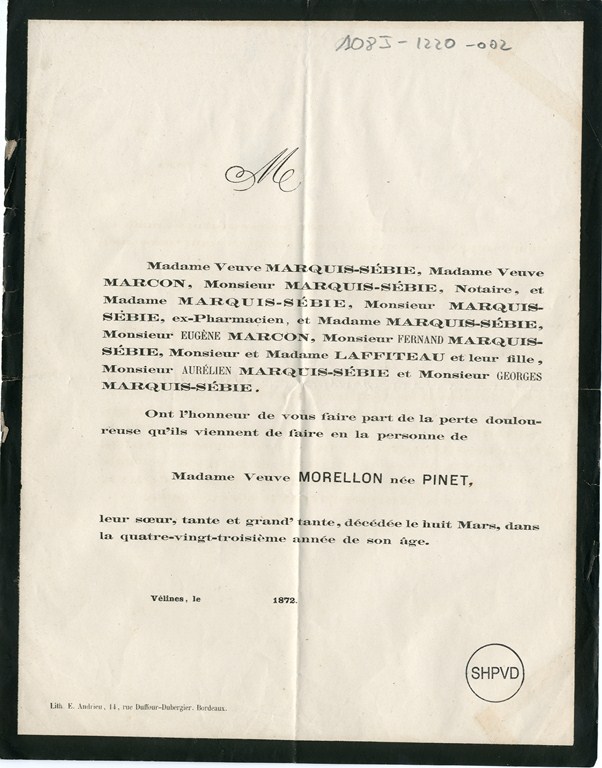 A08J-1220-002
M
Madame Veuve MARQUIS-SÉBIE, Madame Veuve
MARCON, Monsieur MARQUIS-SÉBIE, Notaire, et
Madame MARQUIS-SÉBIE, Monsieur MARQUIS-
SÉBIE, ex-Pharmacien, et Madame MARQUIS-SÉBIE,
Monsieur EUGÈNE MARCON, Monsieur FERNAND MARQUIS-
SÉBIE, Monsieur et Madame LAFFITEAU et leur fille,
Monsieur AURÉLIEN MARQUIS-SÉBIE et Monsieur GEORGES
MARQUIS-SÉBIE.
Ont l'honneur de vous faire part de la perte doulou-
reuse qu'ils viennent de faire en la personne de
Madame Veuve MORELLON née PINET,
leur sœur, tante et grand'tante, décédée le huit Mars, dans
la quatre-vingt-troisième année de son âge.
Vélines, le 1872.
SHPVD
Lith. E. Andrieu, 14, rue Duffour-Dubergier. Bordeaux.